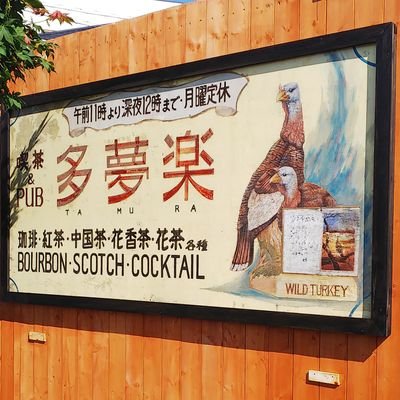 午前11時より深夜12時まで・月曜定休
喫茶
&
PUB
多夢楽
TA MU RA
珈琲・紅茶・中国茶・花香茶・花茶各種
BOURBON・SCOTCH・COCKTAIL
WILD TURKEY